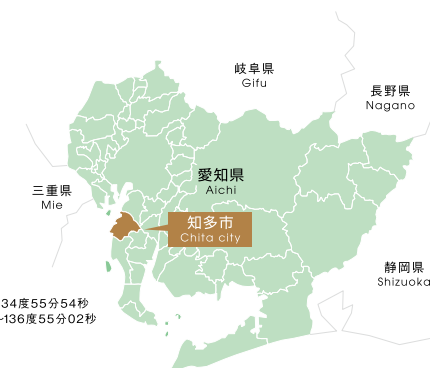 岐阜県
Gifu
長野県
Nagano
愛知県
Aichi
三重県
Mie
知多市
Chita city
静岡県
Shizuoka
34度55分54秒
~136度55分02秒